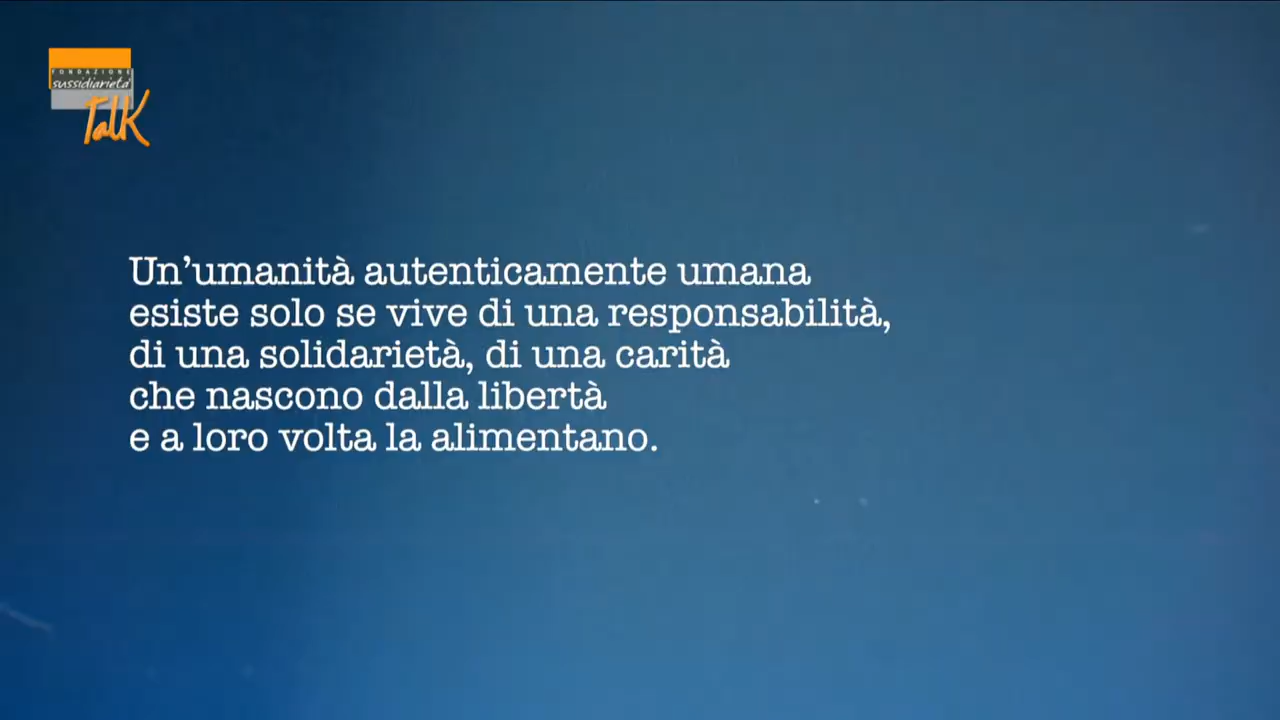 FONDAZIONE
sussidiarietà
Talk
Un’umanità autenticamente umana
esiste solo se vive di una responsabilità,
di una solidarietà, di una carità
che nascono dalla libertà
e a loro volta la alimentano.